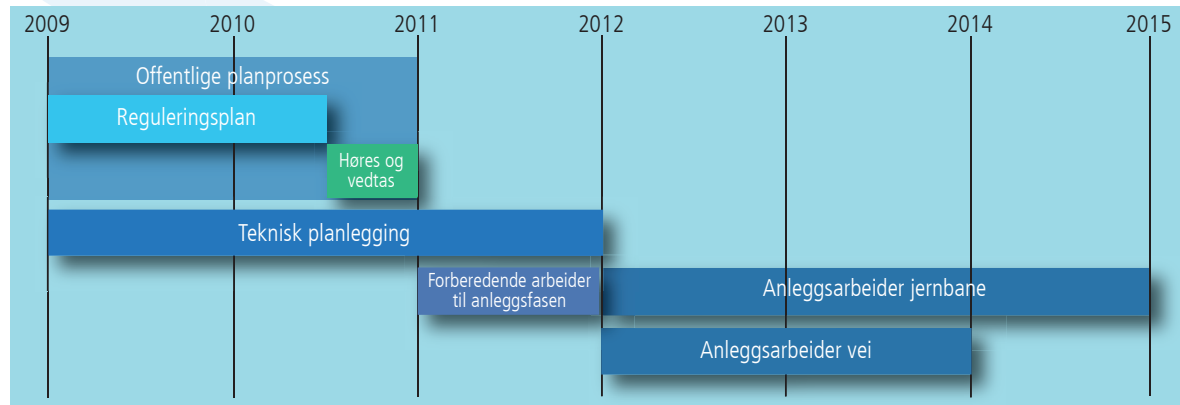 2009 2010 2011 2012 2013 2014 2015
Offentlige planprosess
Reguleringsplan
Høres og
vedtas
Teknisk planlegging
Forberedende arbeider
til anleggsfasen
Anleggsarbeider jernbane
Anleggsarbeider vei